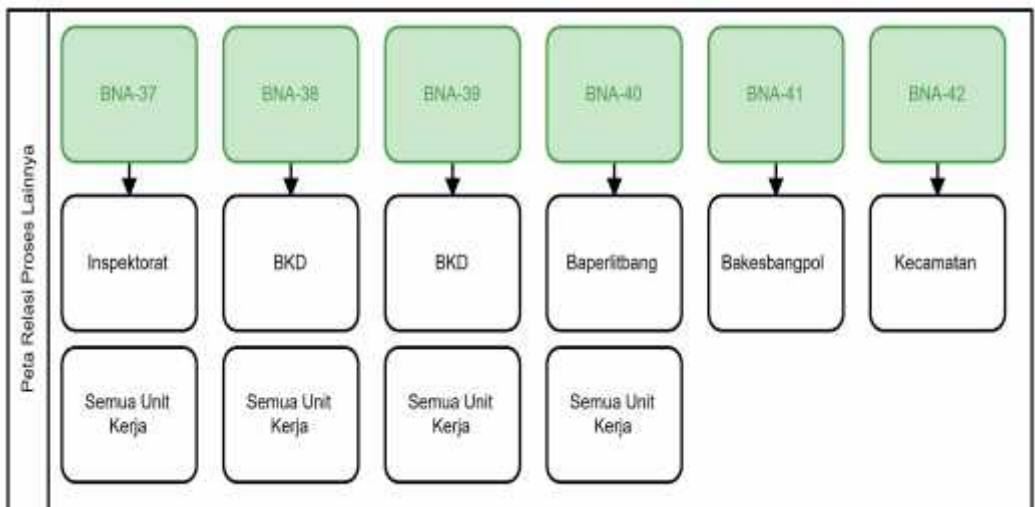 Peta Relasi Proses Lainnya
BNA-37
BNA-38
BNA-39
BNA-40
BNA-41
BNA-42
Inspektorat
BKD
BKD
Baperlitbang
Bakesbangpol
Kecamatan
Semua Unit
Kerja
Semua Unit
Kerja
Semua Unit
Kerja
Semua Unit
Kerja